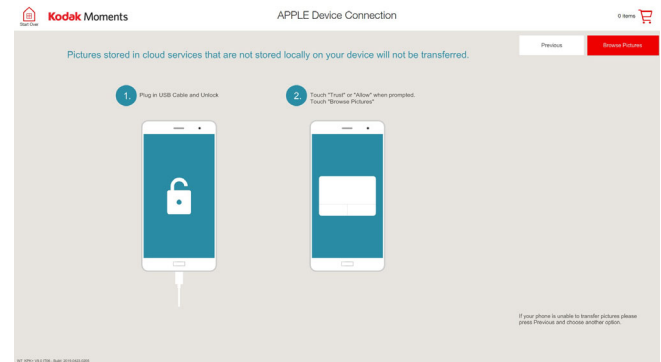 Start Over
Kodak Moments
APPLE Device Connection
0 items
Pictures stored in cloud services that are not stored locally on your device will not be transferred.
Previous
Browse Pictures
1. Plug in USB Cable and Unlock
2. Touch "Trust" or "Allow" when prompted.
Touch "Browse Pictures"
If your phone is unable to transfer pictures please
press Previous and choose another option.